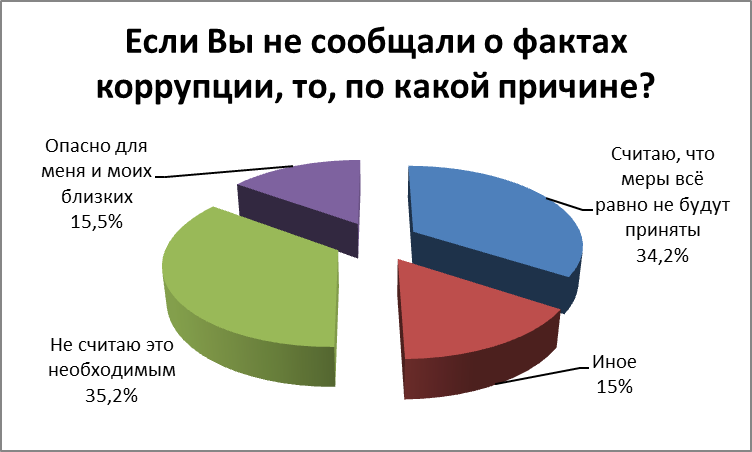 Если Вы не сообщали о фактах
коррупции, то, по какой причине?
Опасно для
меня и моих
близких
15,5%
Считаю, что
меры всё
равно не будут
приняты
34,2%
Не считаю это
необходимым
35,2%
Иное
15%